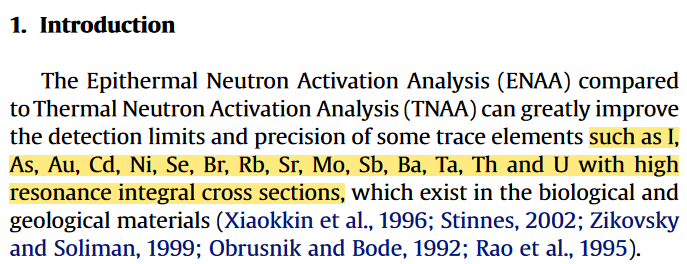 1. Introduction
The Epithermal Neutron Activation Analysis (ENAA) compared
to Thermal Neutron Activation Analysis (TNAA) can greatly improve
the detection limits and precision of some trace elements such as I,
As, Au, Cd, Ni, Se, Br, Rb, Sr, Mo, Sb, Ba, Ta, Th and U with high
resonance integral cross sections, which exist in the biological and
geological materials (Xiaokkin et al., 1996; Stinnes, 2002; Zikovsky
and Soliman, 1999; Obrusnik and Bode, 1992; Rao et al., 1995).